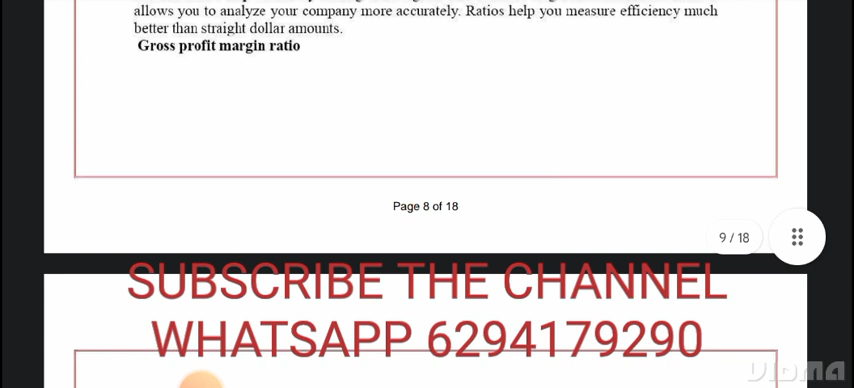 allows you to analyze your company more accurately. Ratios help you measure efficiency much
better than straight dollar amounts.
Gross profit margin ratio
Page 8 of 18
9 / 18
SUBSCRIBE THE CHANNEL
WHATSAPP 6294179290